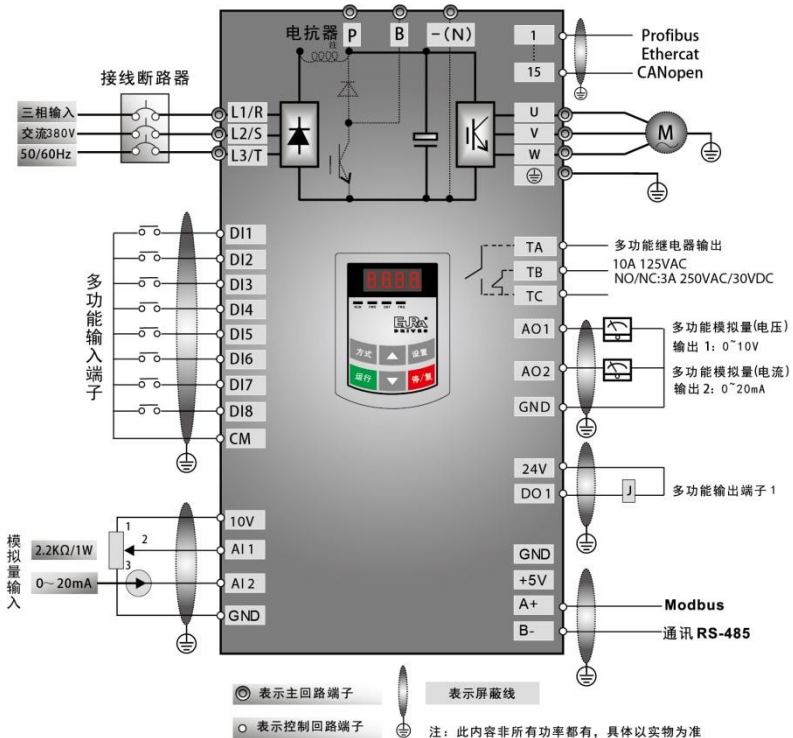 电抗器
注
P
B
-(N)
1
15
Profibus
Ethercat
CANopen
接线断路器
三相输入
交流380V
50/60Hz
L1/R
L2/S
L3/T
U
V
W
M
多功能输入端子
DI1
DI2
DI3
DI4
DI5
DI6
DI7
DI8
CM
EURA
DRIVES
方式
设置
运行
停/复
TA
TB
TC
多功能继电器输出
10A 125VAC
NO/NC:3A 250VAC/30VDC
AO1
AO2
GND
多功能模拟量(电压)
输出 1: 0~10V
多功能模拟量(电流)
输出 2: 0~20mA
24V
DO1
J
多功能输出端子 1
模拟量输入
2.2KΩ/1W
0~20mA
1
2
3
10V
AI1
AI2
GND
GND
+5V
A+
B-
Modbus
通讯 RS-485
表示主回路端子
表示控制回路端子
表示屏蔽线
注：此内容非所有功率都有，具体以实物为准